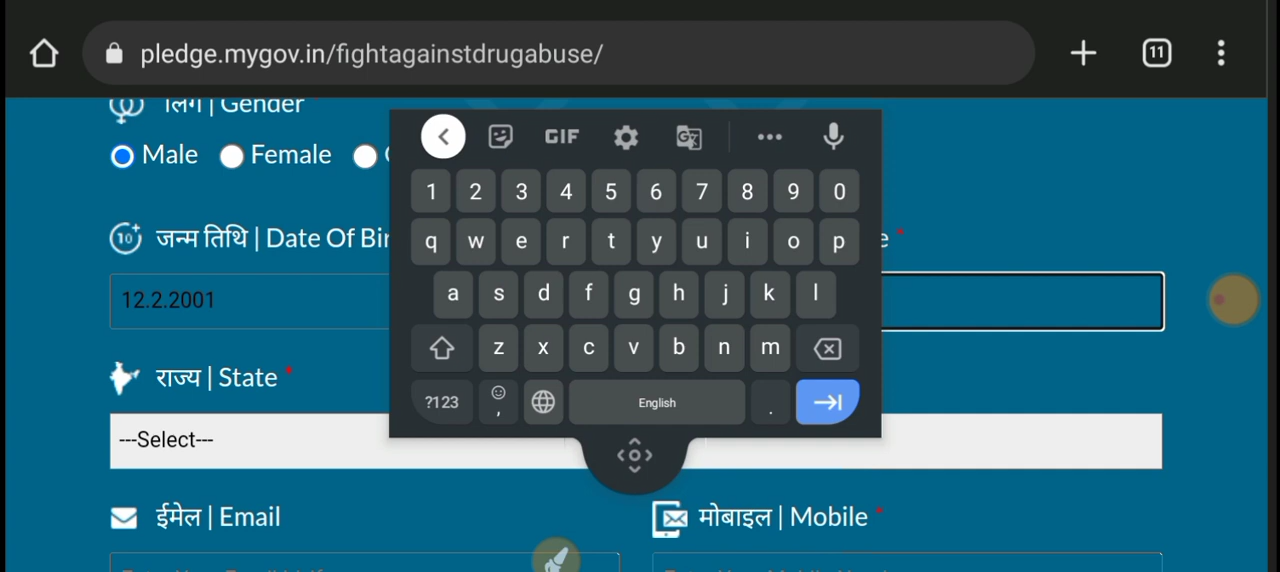 pledge.mygov.in/fightagainstdrugabuse/ 11
लिंग | Gender
Male Female
GIF
1 2 3 4 5 6 7 8 9 0
q w e r t y u i o p
जन्म तिथि | Date Of Bir
e *
a s d f g h j k l
12.2.2001
z x c v b n m
राज्य | State *
?123 , English .
---Select---
ईमेल | Email
मोबाइल | Mobile *